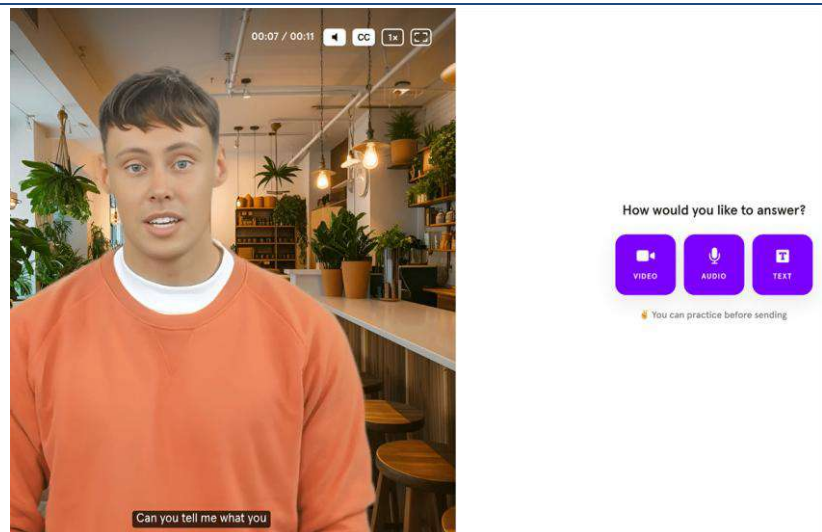 00:07 / 00:11 CC 1x
Can you tell me what you
How would you like to answer?
VIDEO AUDIO TEXT
✌ You can practice before sending